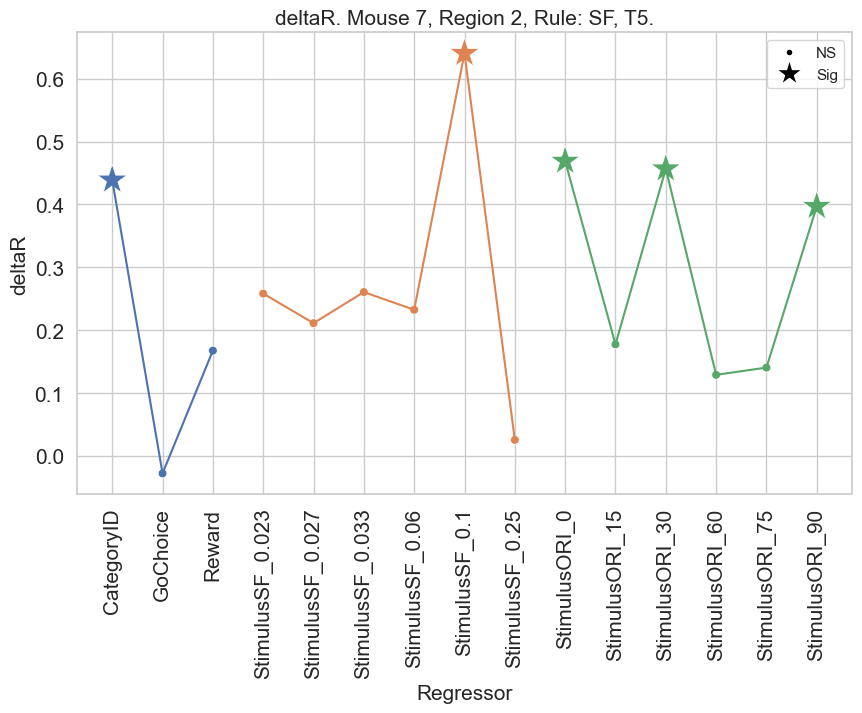 deltaR. Mouse 7, Region 2, Rule: SF, T5.
NS
Sig
deltaR
0.6
0.5
0.4
0.3
0.2
0.1
0.0
CategoryID
GoChoice
Reward
StimulusSF_0.023
StimulusSF_0.027
StimulusSF_0.033
StimulusSF_0.06
StimulusSF_0.1
StimulusSF_0.25
StimulusORI_0
StimulusORI_15
StimulusORI_30
StimulusORI_60
StimulusORI_75
StimulusORI_90
Regressor